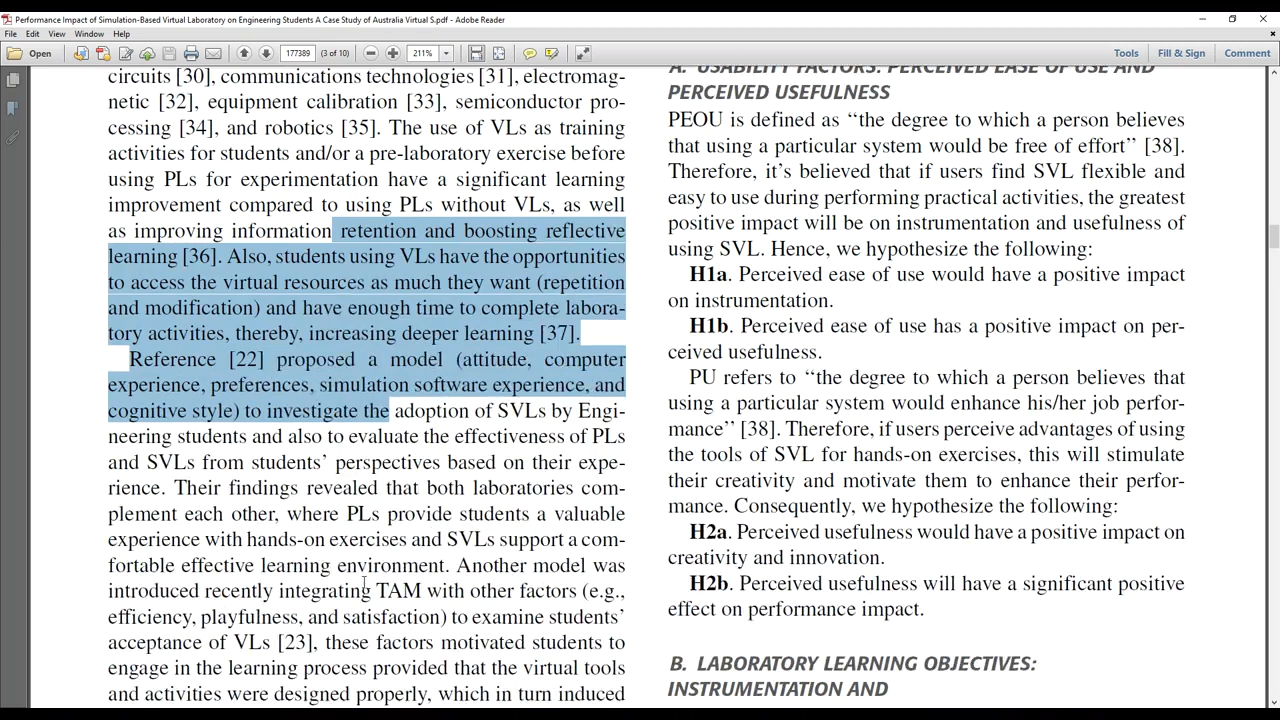 Performance Impact of Simulation-Based Virtual Laboratory on Engineering Students A Case Study of Australia Virtual S.pdf - Adobe Reader
File Edit View Window Help
Open 177389 (3 of 10) 211% Tools Fill & Sign Comment
circuits [30], communications technologies [31], electromag-
netic [32], equipment calibration [33], semiconductor pro-
cessing [34], and robotics [35]. The use of VLs as training
activities for students and/or a pre-laboratory exercise before
using PLs for experimentation have a significant learning
improvement compared to using PLs without VLs, as well
as improving information retention and boosting reflective
learning [36]. Also, students using VLs have the opportunities
to access the virtual resources as much they want (repetition
and modification) and have enough time to complete labora-
tory activities, thereby, increasing deeper learning [37].
Reference [22] proposed a model (attitude, computer
experience, preferences, simulation software experience, and
cognitive style) to investigate the adoption of SVLs by Engi-
neering students and also to evaluate the effectiveness of PLs
and SVLs from students' perspectives based on their expe-
rience. Their findings revealed that both laboratories com-
plement each other, where PLs provide students a valuable
experience with hands-on exercises and SVLs support a com-
fortable effective learning environment. Another model was
introduced recently integrating TAM with other factors (e.g.,
efficiency, playfulness, and satisfaction) to examine students'
acceptance of VLs [23], these factors motivated students to
engage in the learning process provided that the virtual tools
and activities were designed properly, which in turn induced
A. USABILITY FACTORS: PERCEIVED EASE OF USE AND
PERCEIVED USEFULNESS
PEOU is defined as ‘‘the degree to which a person believes
that using a particular system would be free of effort’’ [38].
Therefore, it's believed that if users find SVL flexible and
easy to use during performing practical activities, the greatest
positive impact will be on instrumentation and usefulness of
using SVL. Hence, we hypothesize the following:
H1a. Perceived ease of use would have a positive impact
on instrumentation.
H1b. Perceived ease of use has a positive impact on per-
ceived usefulness.
PU refers to ‘‘the degree to which a person believes that
using a particular system would enhance his/her job perfor-
mance’’ [38]. Therefore, if users perceive advantages of using
the tools of SVL for hands-on exercises, this will stimulate
their creativity and motivate them to enhance their perfor-
mance. Consequently, we hypothesize the following:
H2a. Perceived usefulness would have a positive impact on
creativity and innovation.
H2b. Perceived usefulness will have a significant positive
effect on performance impact.
B. LABORATORY LEARNING OBJECTIVES:
INSTRUMENTATION AND